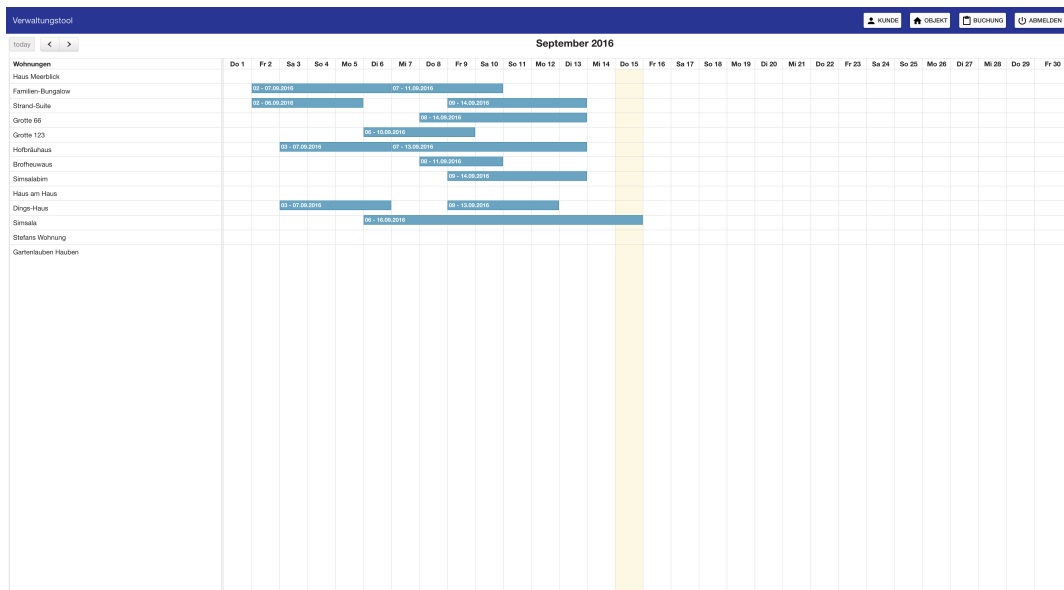 Verwaltungstool KUNDE OBJEKT BUCHUNG ABMELDEN
today September 2016
Wohnungen Do 1 Fr 2 Sa 3 So 4 Mo 5 Di 6 Mi 7 Do 8 Fr 9 Sa 10 So 11 Mo 12 Di 13 Mi 14 Do 15 Fr 16 Sa 17 So 18 Mo 19 Di 20 Mi 21 Do 22 Fr 23 Sa 24 So 25 Mo 26 Di 27 Mi 28 Do 29 Fr 30
Haus Meerblick
Familien-Bungalow 02 - 07.09.2016 07 - 11.09.2016
Strand-Suite 02 - 06.09.2016 09 - 14.09.2016
Grotte 66 08 - 14.09.2016
Grotte 123 06 - 10.09.2016
Hofbräuhaus 03 - 07.09.2016 07 - 13.09.2016
Brofheuwaus 08 - 11.09.2016
Simsalabim 09 - 14.09.2016
Haus am Haus
Dings-Haus 03 - 07.09.2016 09 - 13.09.2016
Simsala 06 - 16.09.2016
Stefans Wohnung
Gartenlauben Hauben